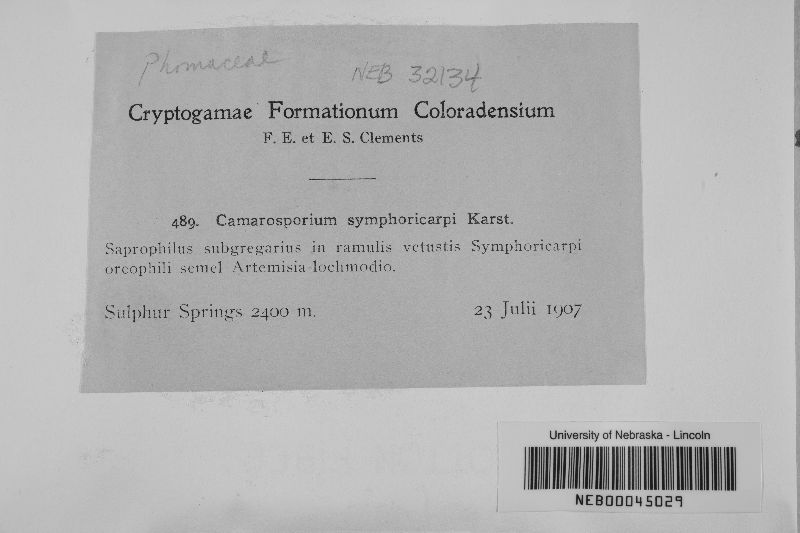 Phomaceae
NEB 32134
Cryptogamae Formationum Coloradensium
F. E. et E. S. Clements
489. Camarosporium symphoricarpi Karst.
Saprophilus subgregarius in ramulis vetustis Symphoricarpi
oreophili semel Artemisia-lochmodio.
Sulphur Springs 2400 m. 23 Julii 1907
University of Nebraska - Lincoln
NEB00045029